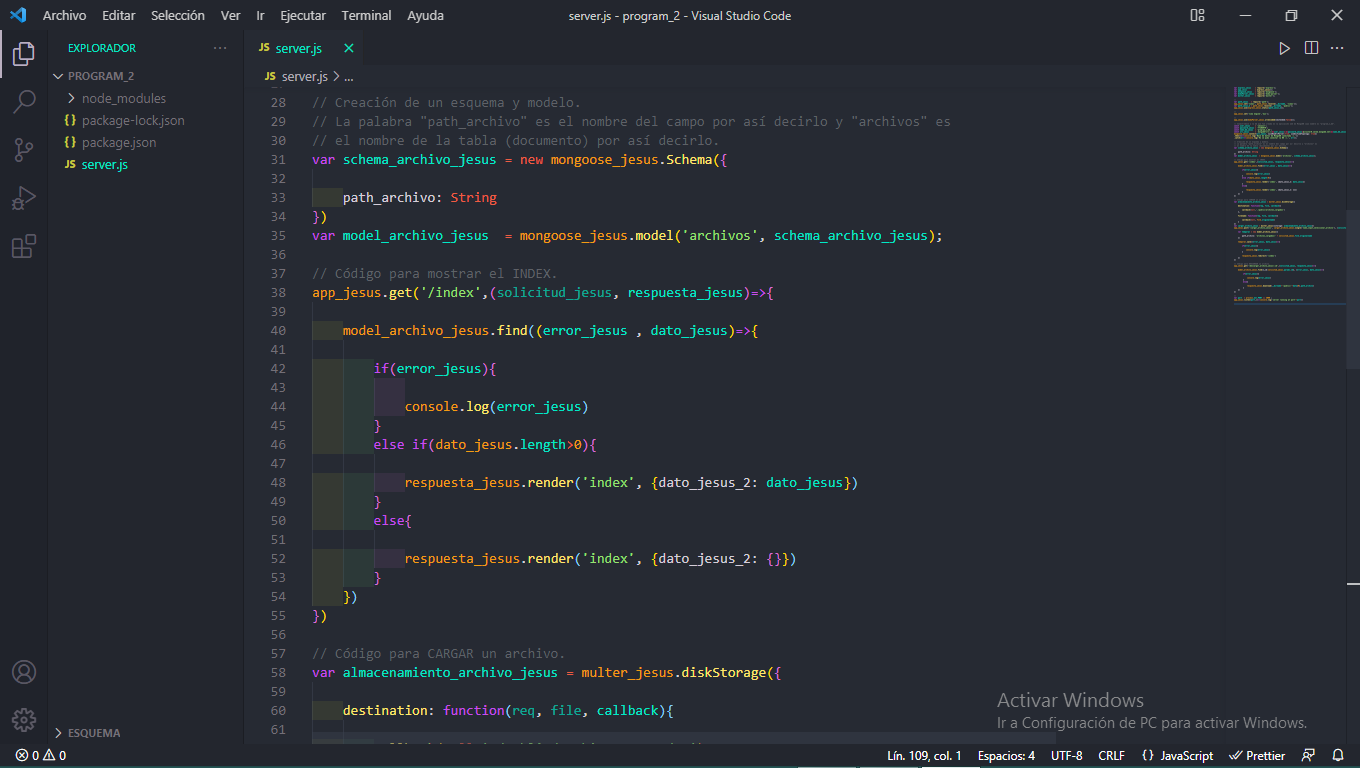 Archivo Editar Selección Ver Ir Ejecutar Terminal Ayuda
server.js - program_2 - Visual Studio Code
EXPLORADOR
PROGRAM_2
node_modules
{} package-lock.json
{} package.json
JS server.js
ESQUEMA
JS server.js
JS server.js > ...
28 // Creación de un esquema y modelo.
29 // La palabra "path_archivo" es el nombre del campo por así decirlo y "archivos" es
30 // el nombre de la tabla (documento) por así decirlo.
31 var schema_archivo_jesus = new mongoose_jesus.Schema({
32
33 path_archivo: String
34 })
35 var model_archivo_jesus  = mongoose_jesus.model('archivos', schema_archivo_jesus);
36
37 // Código para mostrar el INDEX.
38 app_jesus.get('/index',(solicitud_jesus, respuesta_jesus)=>{
39
40 model_archivo_jesus.find((error_jesus , dato_jesus)=>{
41
42 if(error_jesus){
43
44 console.log(error_jesus)
45 }
46 else if(dato_jesus.length>0){
47
48 respuesta_jesus.render('index', {dato_jesus_2: dato_jesus})
49 }
50 else{
51
52 respuesta_jesus.render('index', {dato_jesus_2: {}})
53 }
54 })
55 })
56
57 // Código para CARGAR un archivo.
58 var almacenamiento_archivo_jesus = multer_jesus.diskStorage({
59
60 destination: function(req, file, callback){
61
Activar Windows
Ir a Configuración de PC para activar Windows.
0 0
Lín. 109, col. 1 Espacios: 4 UTF-8 CRLF {} JavaScript Prettier